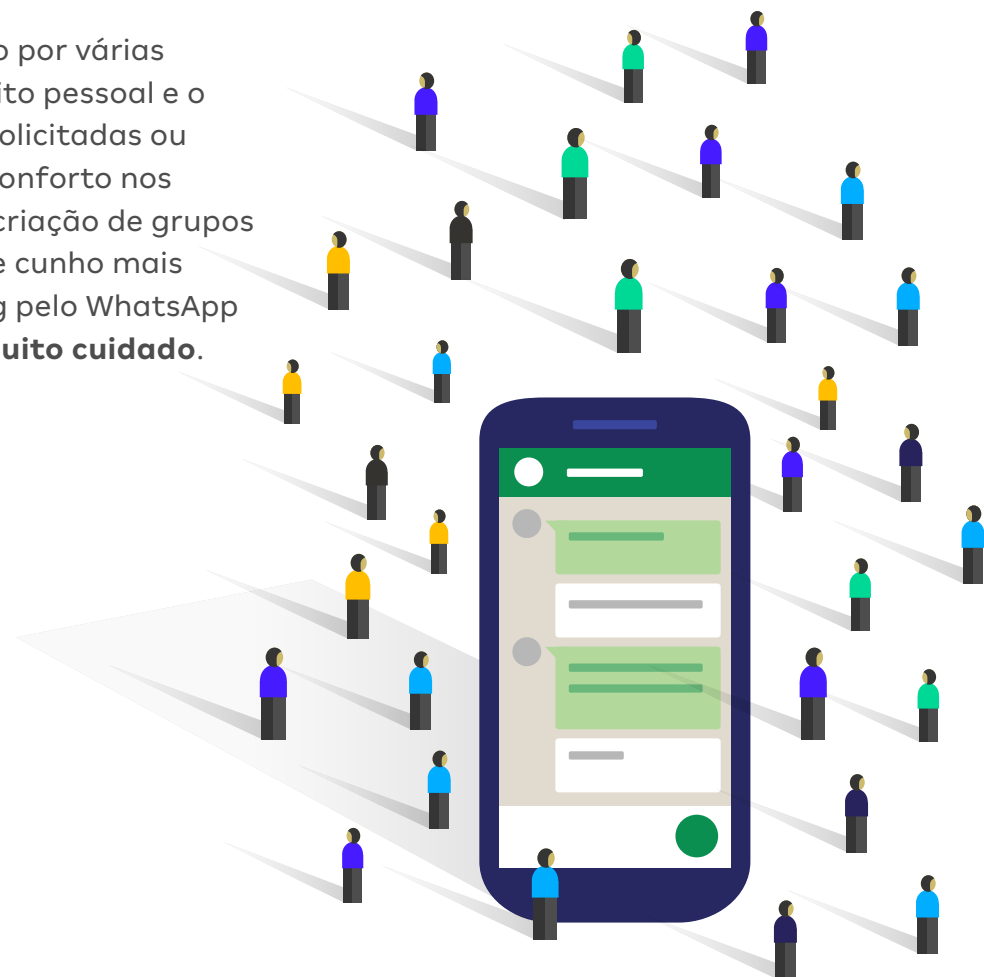 o por várias
ito pessoal e o
olicitadas ou
onforto nos
criação de grupos
e cunho mais
g pelo WhatsApp
uito cuidado.